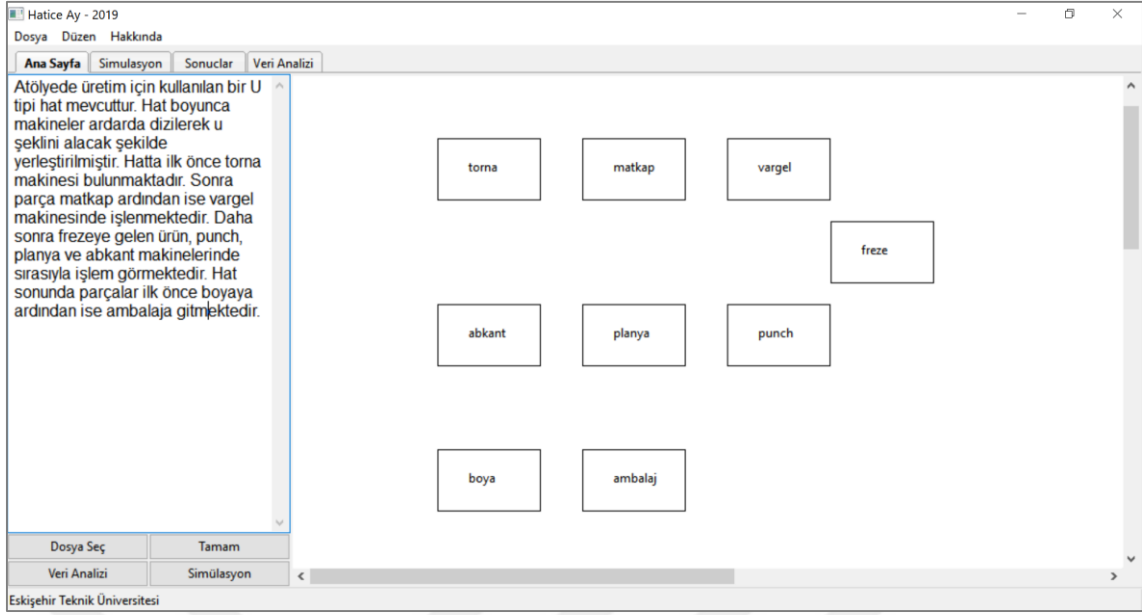 Hatice Ay - 2019
Dosya Düzen Hakkında
Ana Sayfa Simulasyon Sonuclar Veri Analizi
Atölyede üretim için kullanılan bir U
tipi hat mevcuttur. Hat boyunca
makineler ardarda dizilerek u
şeklini alacak şekilde
yerleştirilmiştir. Hatta ilk önce torna
makinesi bulunmaktadır. Sonra
parça matkap ardından ise vargel
makinesinde işlenmektedir. Daha
sonra frezeye gelen ürün, punch,
planya ve abkant makinelerinde
sırasıyla işlem görmektedir. Hat
sonunda parçalar ilk önce boyaya
ardından ise ambalaja gitmektedir.
torna matkap vargel
freze
abkant planya punch
boya ambalaj
Dosya Seç Tamam
Veri Analizi Simülasyon
Eskişehir Teknik Üniversitesi